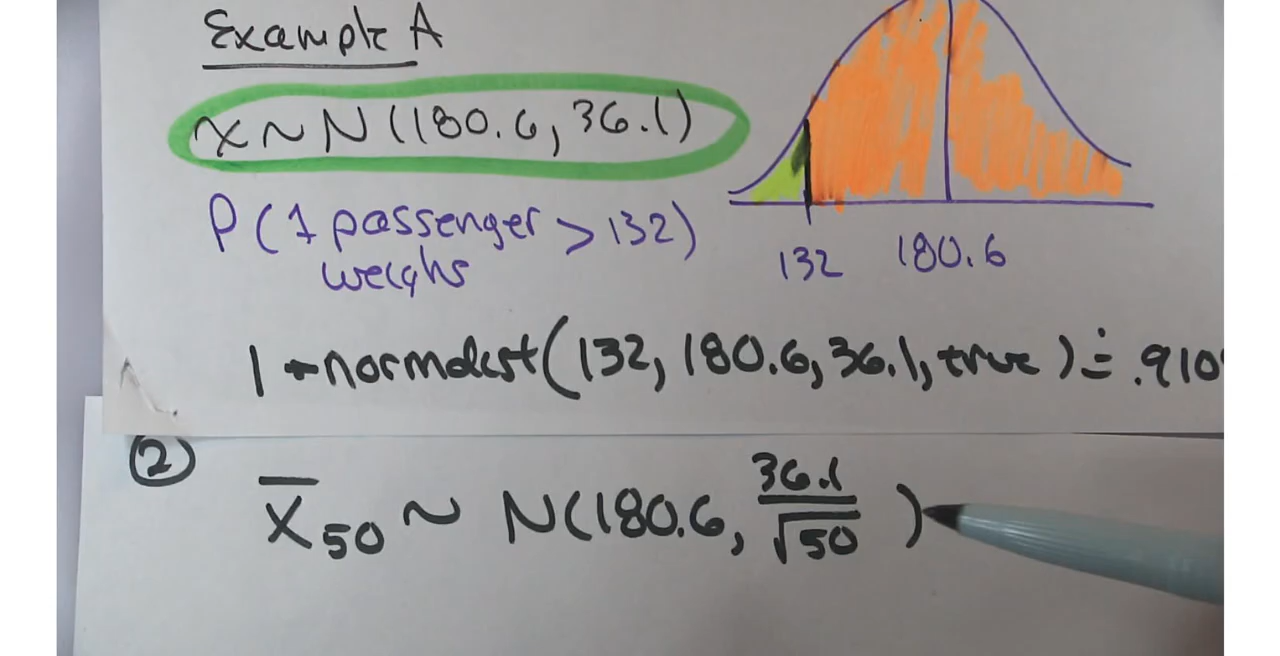 Example A
x ~ N(180.6, 36.1)
P(1 passenger > 132)
weighs
132 180.6
1 - normdist(132, 180.6, 36.1, true) ≐ .910
②
X̄₅₀ ~ N(180.6, 36.1/√50)